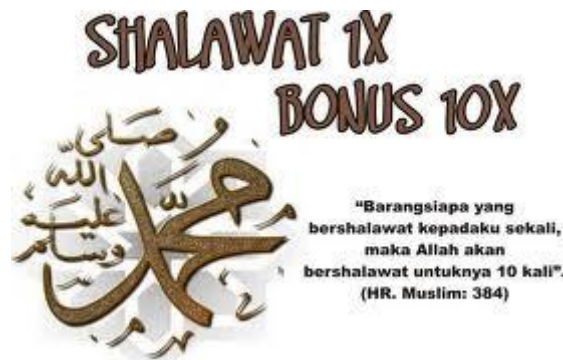 SHALAWAT 1X
BONUS 10X
صلى
الله
عليه
وسلم
محمد
“Barangsiapa yang
bershalawat kepadaku sekali,
maka Allah akan
bershalawat untuknya 10 kali”.
(HR. Muslim: 384)